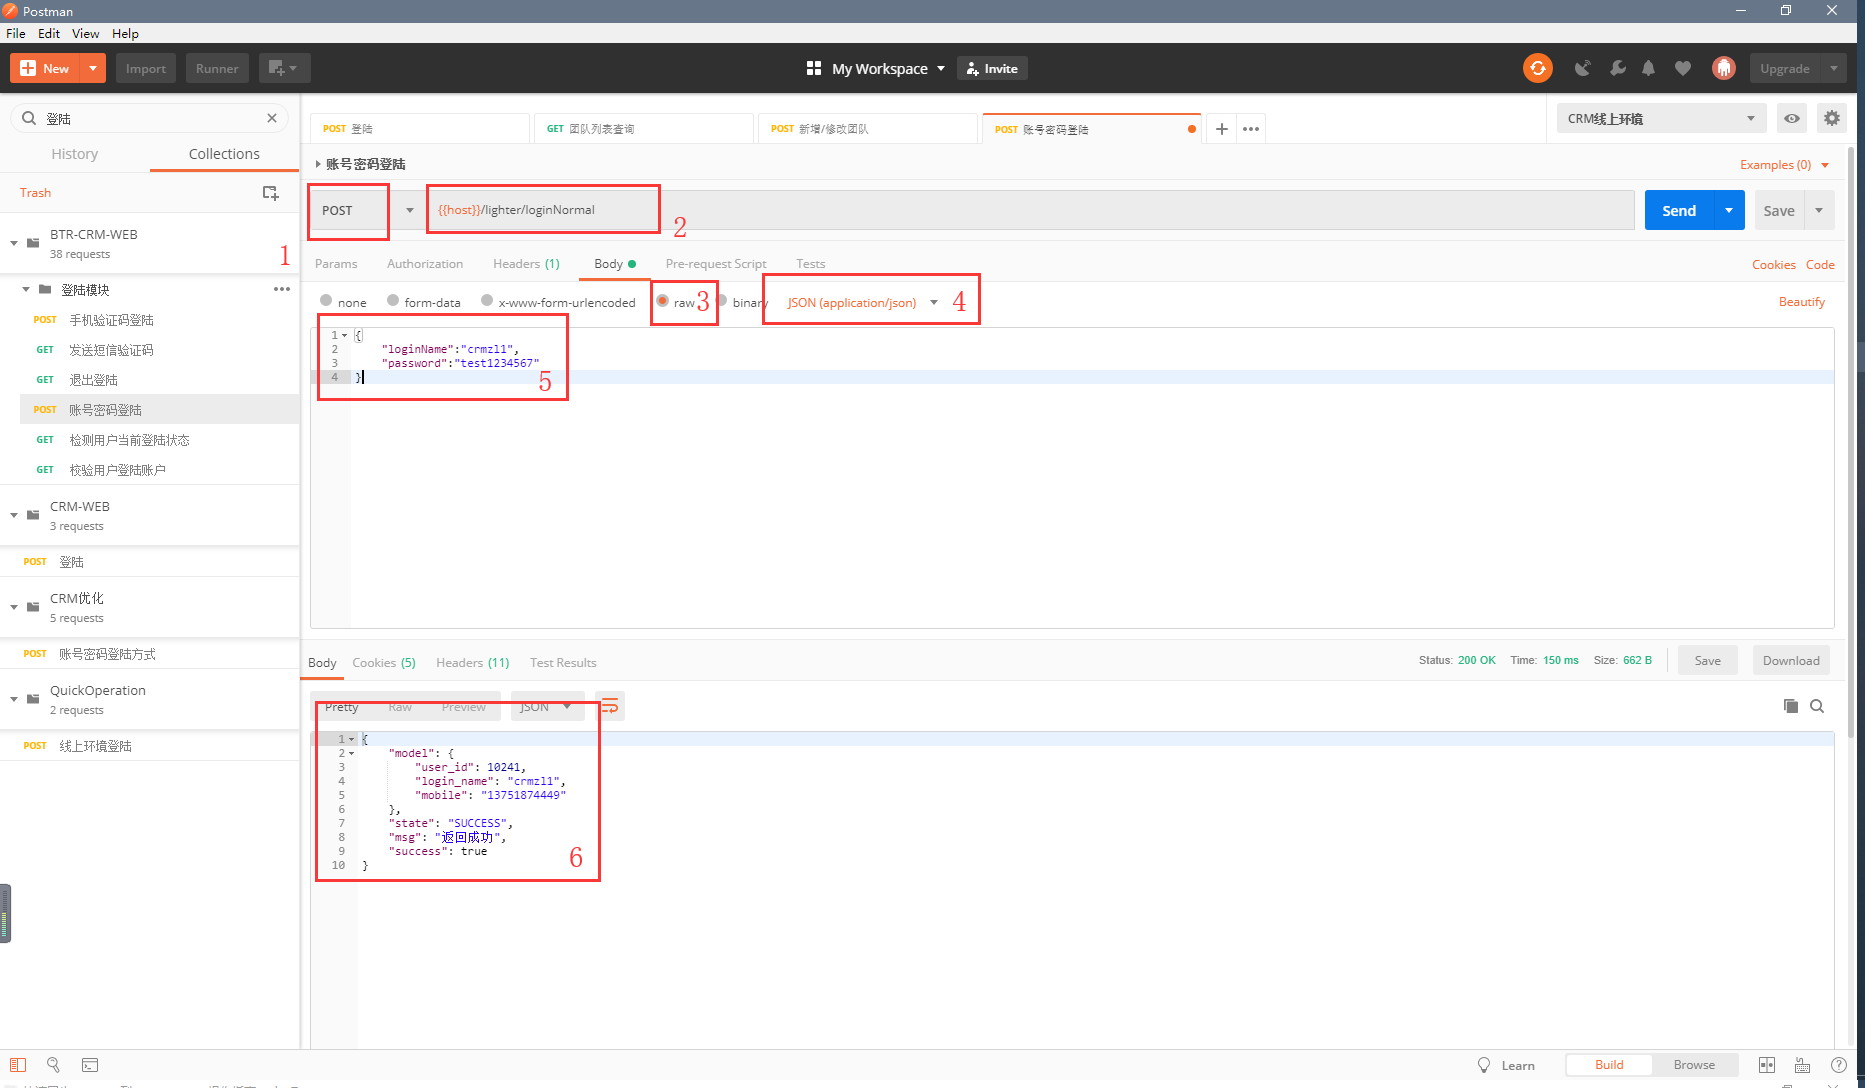 Postman
File Edit View Help
New Import Runner My Workspace Invite Upgrade
登陆
History Collections
Trash
BTR-CRM-WEB
38 requests
1
登陆模块
POST 手机验证码登陆
GET 发送短信验证码
GET 退出登陆
POST 账号密码登陆
GET 检测用户当前登陆状态
GET 校验用户登陆账户
CRM-WEB
3 requests
POST 登陆
CRM优化
5 requests
POST 账号密码登陆方式
QuickOperation
2 requests
POST 线上环境登陆
POST 登陆 GET 团队列表查询 POST 新增/修改团队 POST 账号密码登陆
CRM线上环境
账号密码登陆
Examples (0)
POST {{host}}/lighter/loginNormal 2 Send Save
Params Authorization Headers (1) Body Pre-request Script Tests Cookies Code
none form-data x-www-form-urlencoded raw 3 binary JSON (application/json) 4 Beautify
1 {
2 "loginName":"crmzl1",
3 "password":"test1234567"
4 }
5
Body Cookies (5) Headers (11) Test Results Status: 200 OK Time: 150 ms Size: 662 B Save Download
Pretty Raw Preview JSON
1 {
2 "model": {
3 "user_id": 10241,
4 "login_name": "crmzl1",
5 "mobile": "13751874449"
6 },
7 "state": "SUCCESS",
8 "msg": "返回成功",
9 "success": true
10 }
6
Learn Build Browse